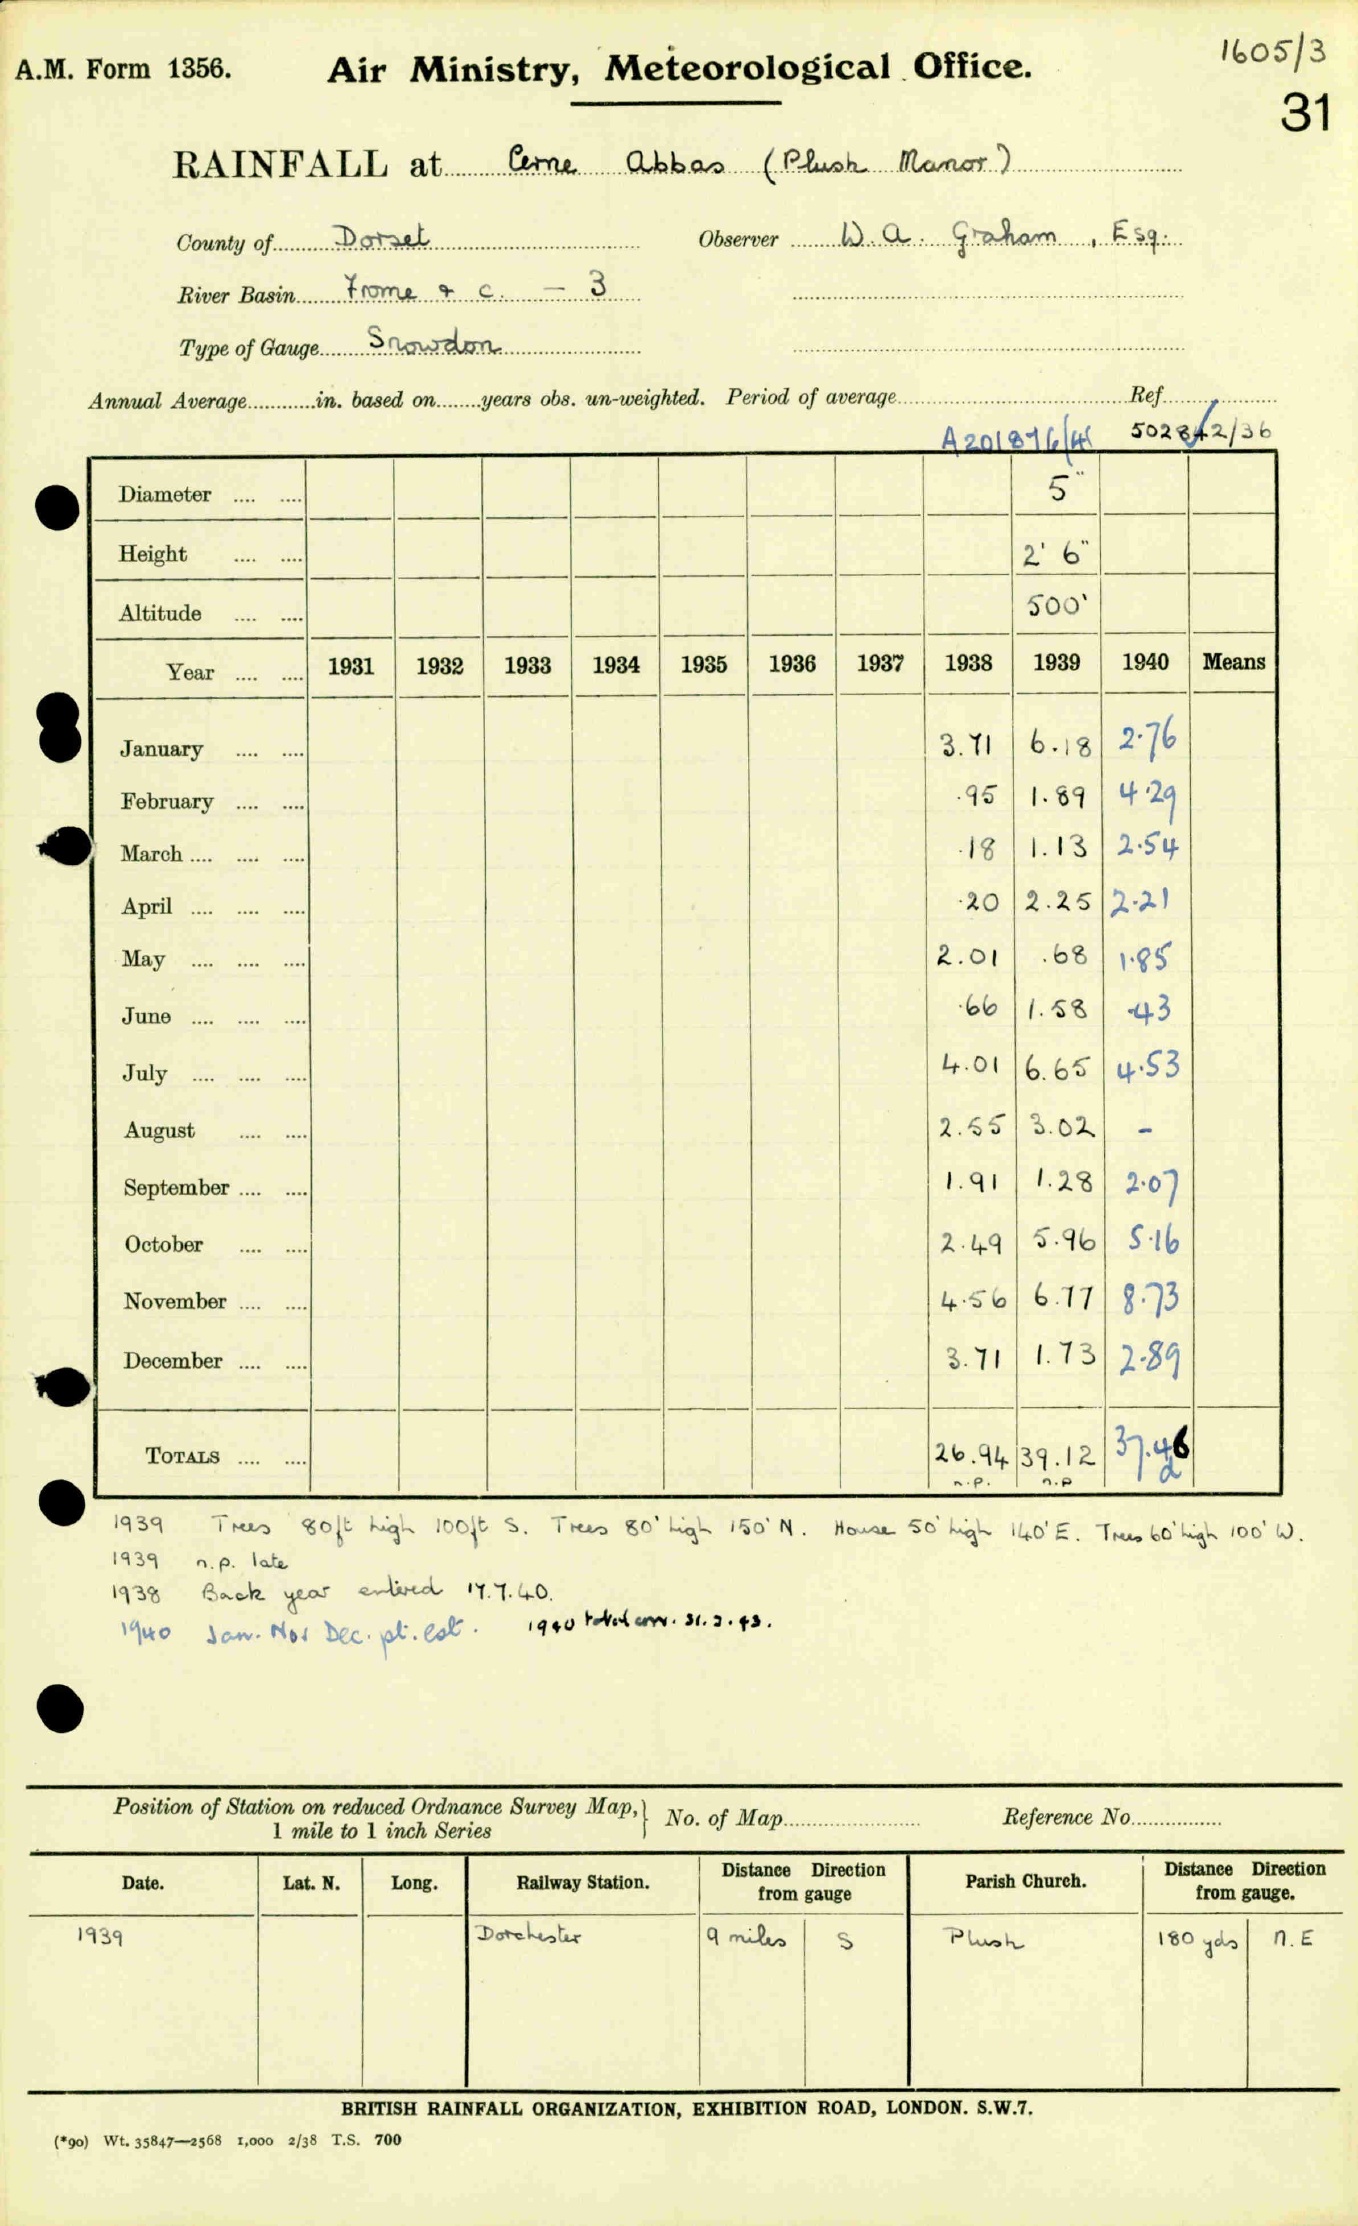 A.M. Form 1356.
Air Ministry, Meteorological Office.
1605/3
31
RAINFALL at Cerne Abbas (Plush Manor)
County of Dorset Observer W. A. Graham, Esq.
River Basin Frome & c. — 3
Type of Gauge Snowdon
Annual Average in. based on years obs. un-weighted. Period of average Ref.
502842/36
Diameter 5"
Height 2' 6"
Altitude 500'
Year 1931 1932 1933 1934 1935 1936 1937 1938 1939 1940 Means
January 3.71 6.18 2.76
February .95 1.89 4.29
March .18 1.13 2.54
April .20 2.25 2.21
May 2.01 .68 1.85
June .66 1.58 .43
July 4.01 6.65 4.53
August 2.55 3.02 -
September 1.91 1.28 2.07
October 2.49 5.96 5.16
November 4.56 6.77 8.73
December 3.71 1.73 2.89
TOTALS 26.94 39.12 37.46
n.p. n.p
1939 Trees 80ft high 100ft S. Trees 80' high 150' N. House 50' high 140' E. Trees 60' high 100' W.
1939 n.p. late
1938 Back year entered 17.7.40.
1940 Jan. Nov Dec. pt. est. 1940 total corr. 31.3.43.
Position of Station on reduced Ordnance Survey Map,
1 mile to 1 inch Series
No. of Map Reference No.
Date. Lat. N. Long. Railway Station. Distance Direction from gauge Parish Church. Distance Direction from gauge.
1939 Dorchester 9 miles S Plush 180 yds N.E
BRITISH RAINFALL ORGANIZATION, EXHIBITION ROAD, LONDON. S.W.7.
(*90) Wt. 35847—2568 1,000 2/38 T.S. 700